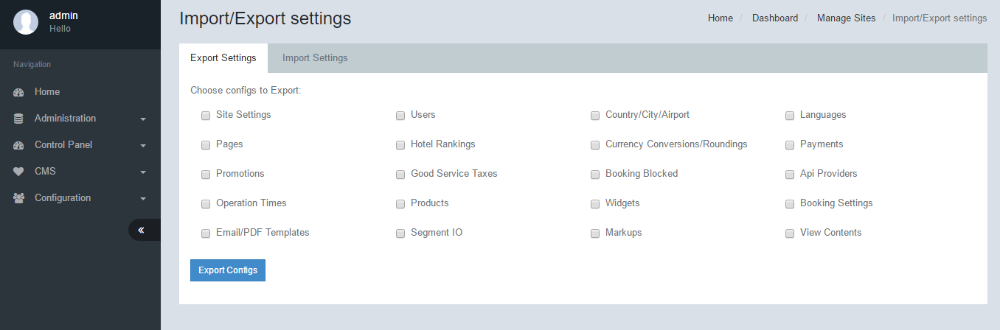 admin
Hello
Navigation
Home
Administration
Control Panel
CMS
Configuration
Import/Export settings
Home / Dashboard / Manage Sites / Import/Export settings
Export Settings Import Settings
Choose configs to Export:
Site Settings Users Country/City/Airport Languages
Pages Hotel Rankings Currency Conversions/Roundings Payments
Promotions Good Service Taxes Booking Blocked Api Providers
Operation Times Products Widgets Booking Settings
Email/PDF Templates Segment IO Markups View Contents
Export Configs